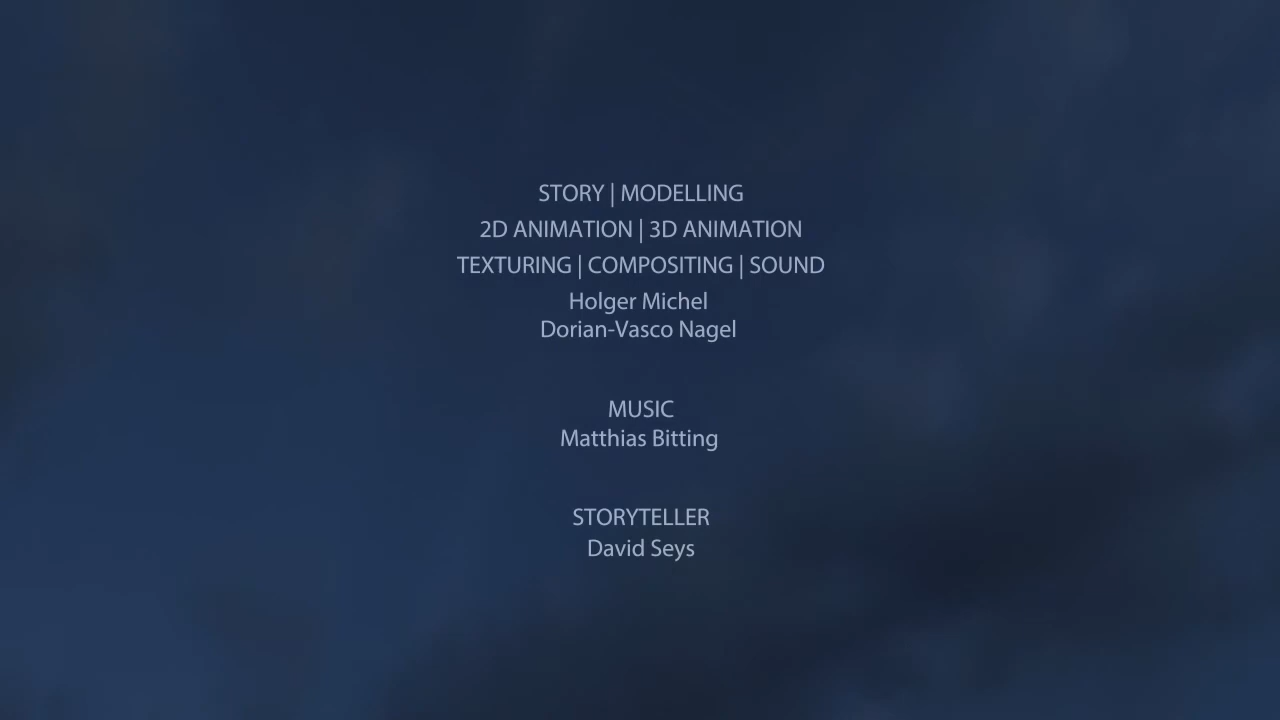 STORY | MODELLING
2D ANIMATION | 3D ANIMATION
TEXTURING | COMPOSITING | SOUND
Holger Michel
Dorian-Vasco Nagel
MUSIC
Matthias Bitting
STORYTELLER
David Seys